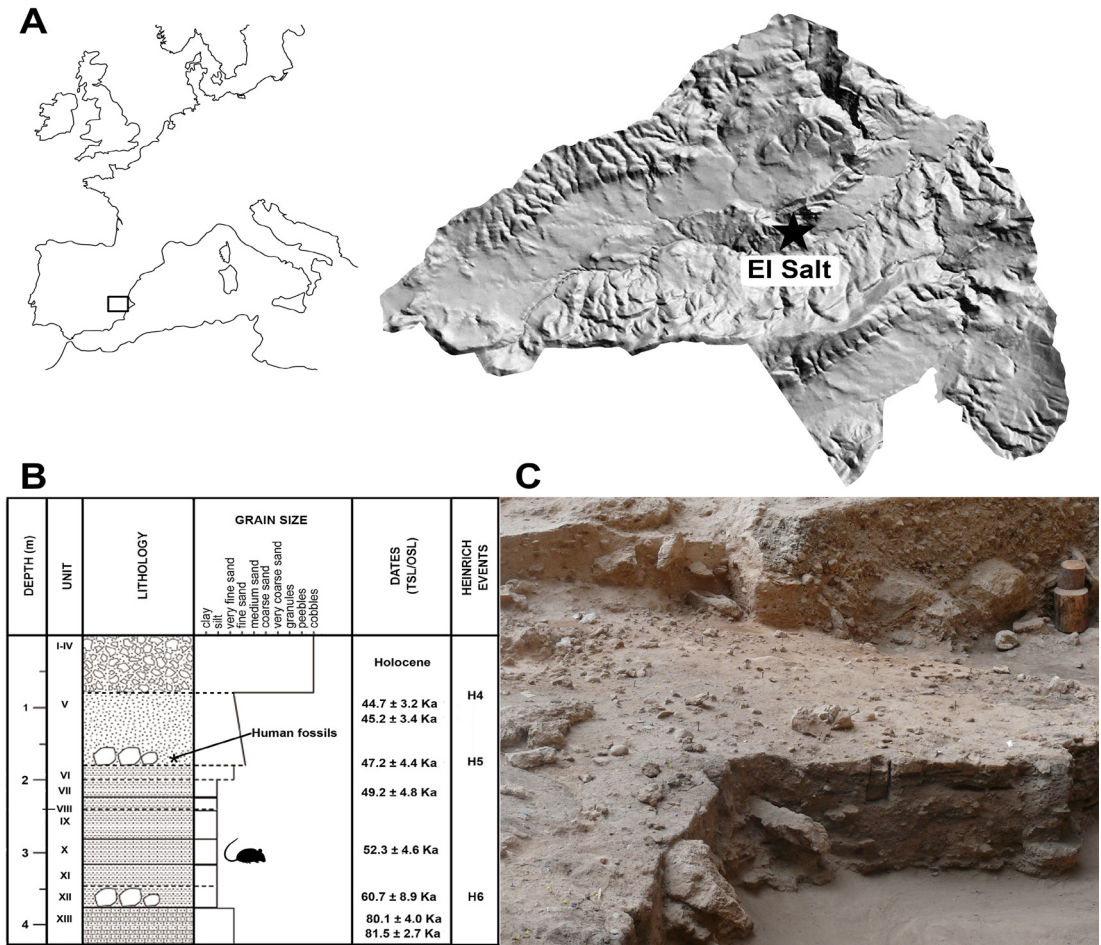 A
El Salt
B
DEPTH (m)
UNIT
LITHOLOGY
GRAIN SIZE
clay
silt
very fine sand
fine sand
medium sand
coarse sand
very coarse sand
granules
peebles
cobbles
DATES
(TSL/OSL)
HEINRICH
EVENTS
I-IV
Holocene
1
V
44.7 ± 3.2 Ka
H4
45.2 ± 3.4 Ka
Human fossils
47.2 ± 4.4 Ka
H5
2
VI
VII
49.2 ± 4.8 Ka
VIII
IX
3
X
52.3 ± 4.6 Ka
XI
XII
60.7 ± 8.9 Ka
H6
XIII
80.1 ± 4.0 Ka
4
81.5 ± 2.7 Ka
C